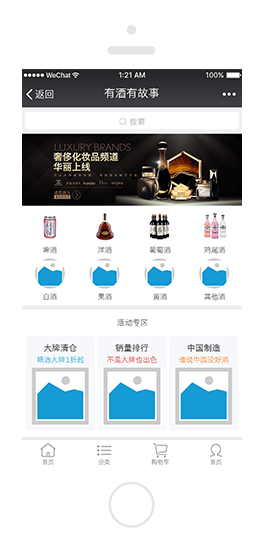 WeChat 1:21 AM 100%
返回 有酒有故事
搜索
LUXURY BRANDS
奢侈化妆品频道
华丽上线
啤酒 洋酒 葡萄酒 鸡尾酒
白酒 果酒 黄酒 其他酒
活动专区
大牌清仓 销量排行 中国制造
精选大牌1折起 不是大牌也出色 谁说中国没好酒
首页 分类 购物车 首页